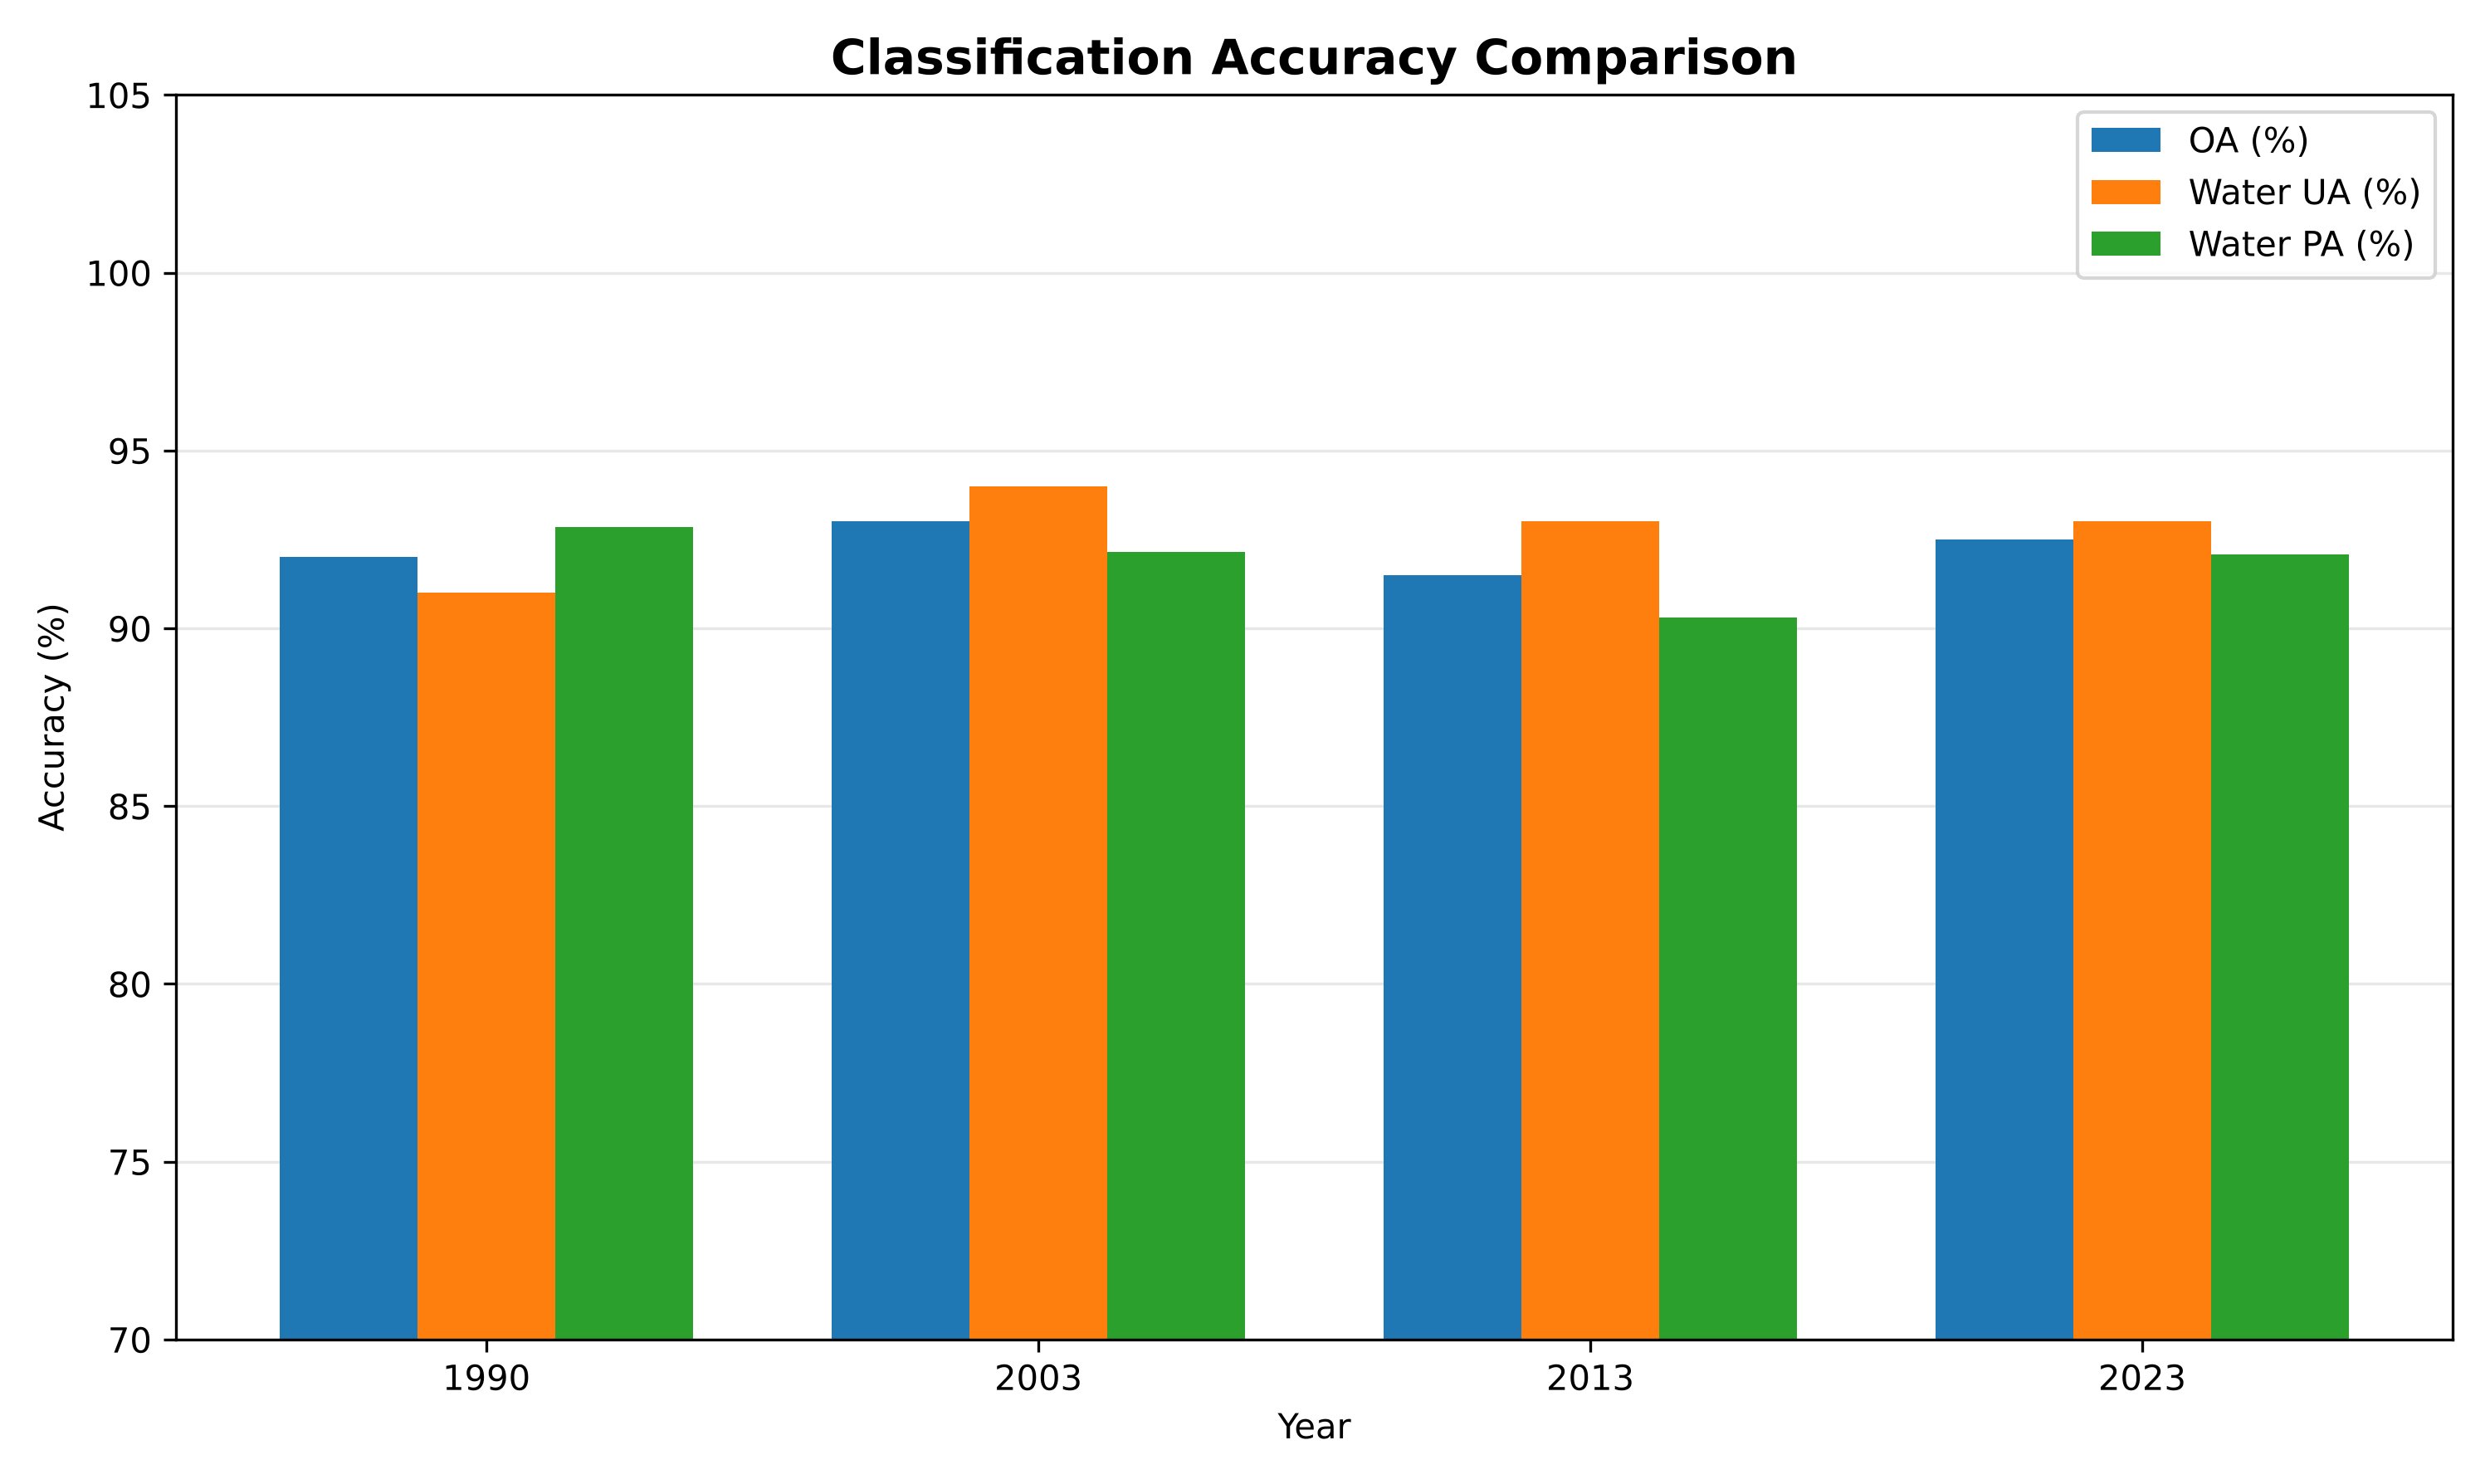 Classification Accuracy Comparison
105
100
95
90
85
80
75
70
Accuracy (%)
OA (%)
Water UA (%)
Water PA (%)
1990 2003 2013 2023
Year